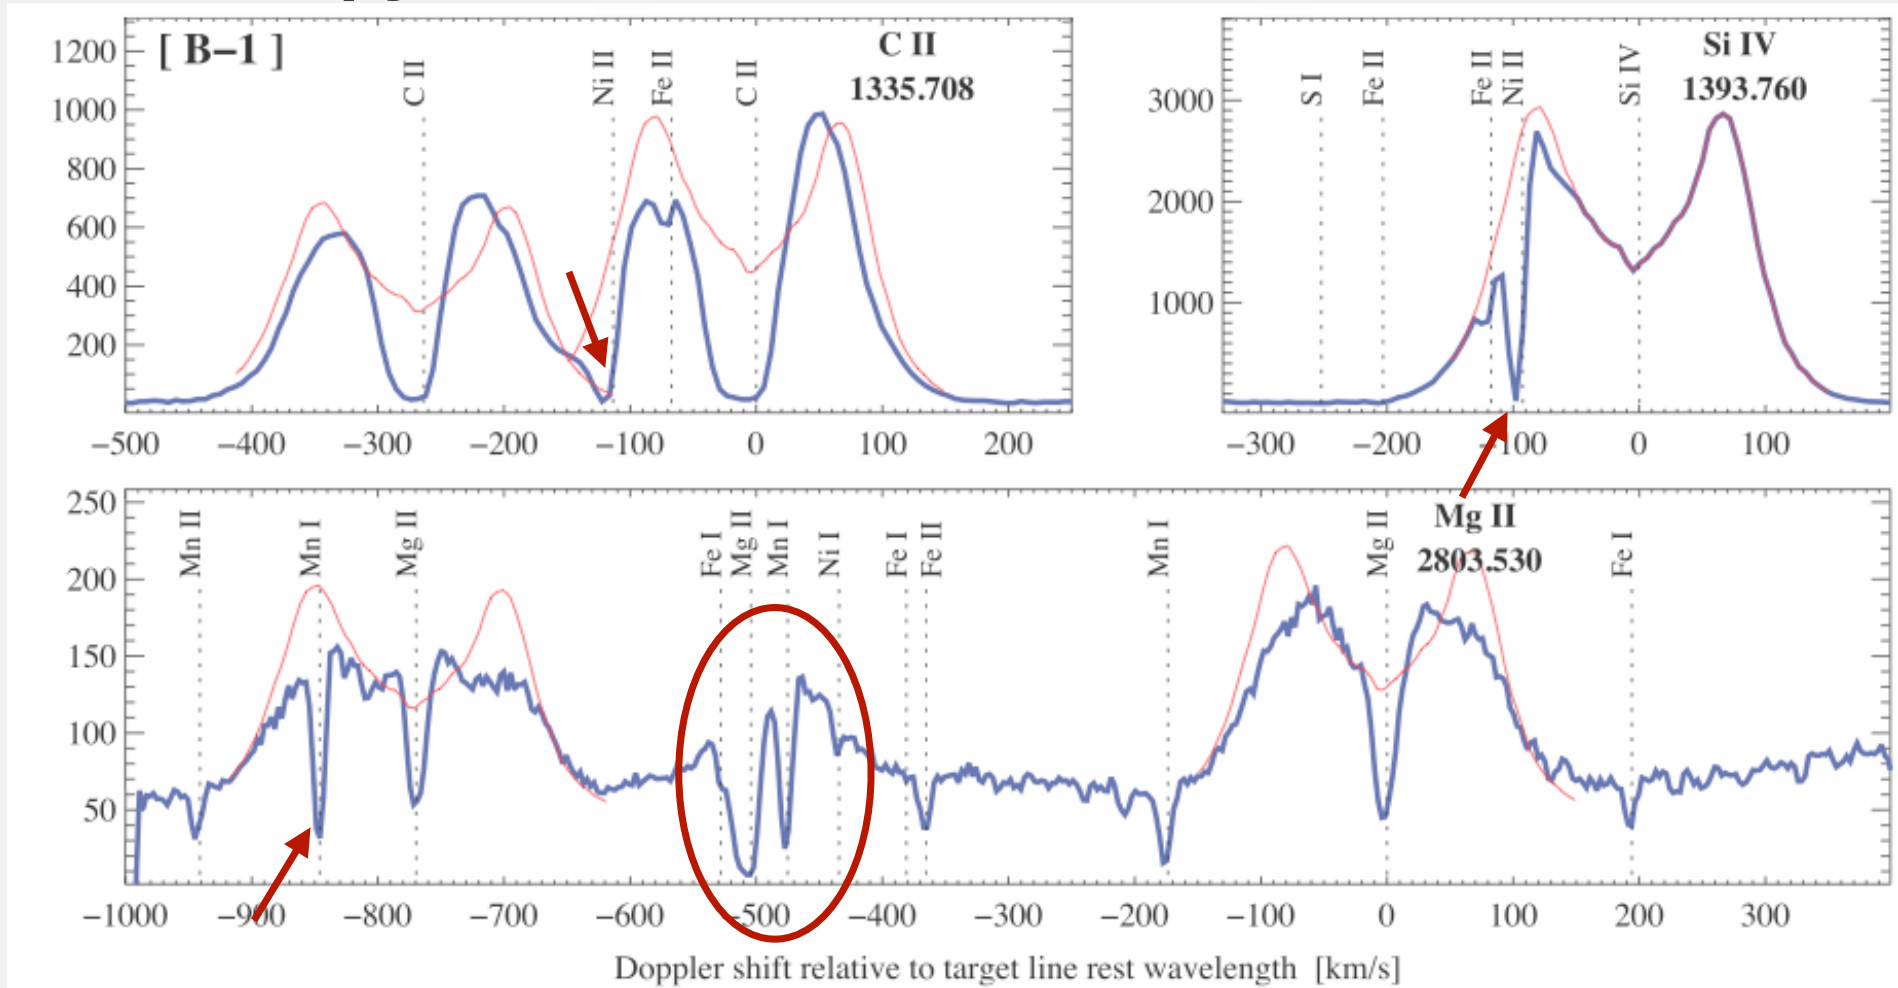 [ B−1 ]
C II
1335.708
C II
Ni II
Fe II
C II
1200
1000
800
600
400
200
−500 −400 −300 −200 −100 0 100 200
Si IV
1393.760
S I
Fe II
Fe II
Ni II
Si IV
3000
2000
1000
−300 −200 −100 0 100
Mg II
2803.530
Mn II
Mn I
Mg II
Fe I
Mg II
Mn I
Ni I
Fe I
Fe II
Mn I
Mg II
Fe I
250
200
150
100
50
−1000 −900 −800 −700 −600 −500 −400 −300 −200 −100 0 100 200 300
Doppler shift relative to target line rest wavelength [km/s]